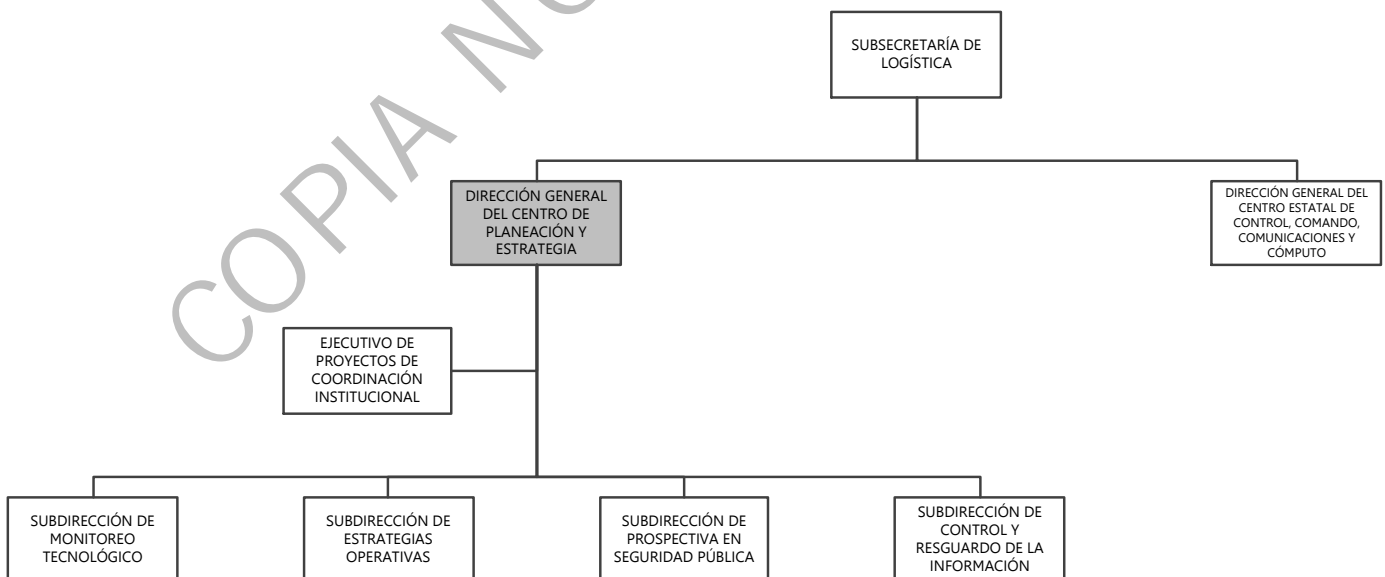 SUBSECRETARÍA DE
LOGÍSTICA
DIRECCIÓN GENERAL
DEL CENTRO DE
PLANEACIÓN Y
ESTRATEGIA
DIRECCIÓN GENERAL DEL
CENTRO ESTATAL DE
CONTROL, COMANDO,
COMUNICACIONES Y
CÓMPUTO
EJECUTIVO DE
PROYECTOS DE
COORDINACIÓN
INSTITUCIONAL
SUBDIRECCIÓN DE
MONITOREO
TECNOLÓGICO
SUBDIRECCIÓN DE
ESTRATEGIAS
OPERATIVAS
SUBDIRECCIÓN DE
PROSPECTIVA EN
SEGURIDAD PÚBLICA
SUBDIRECCIÓN DE
CONTROL Y
RESGUARDO DE LA
INFORMACIÓN
COPIA